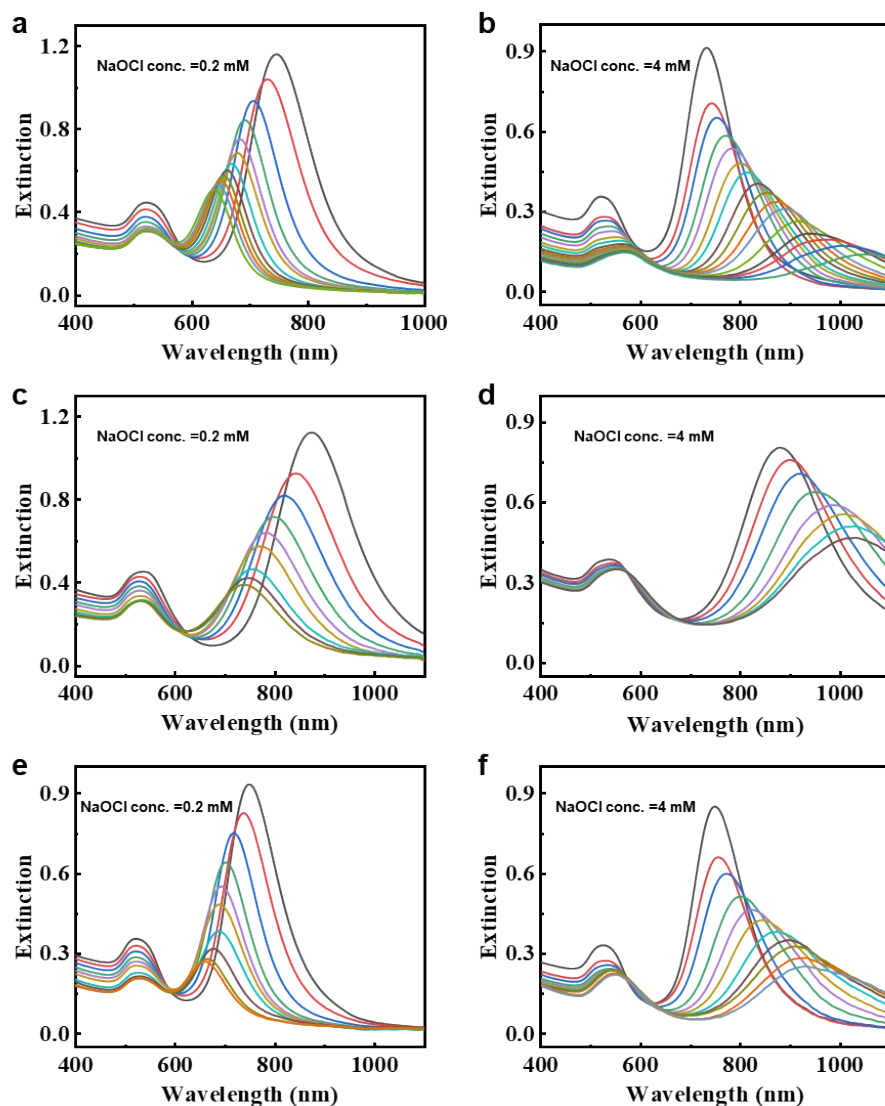 a
NaOCl conc. =0.2 mM
1.2
0.8
0.4
0.0
400 600 800 1000
Extinction
Wavelength (nm)
b
NaOCl conc. =4 mM
0.9
0.6
0.3
0.0
400 600 800 1000
Extinction
Wavelength (nm)
c
NaOCl conc. =0.2 mM
1.2
0.8
0.4
0.0
400 600 800 1000
Extinction
Wavelength (nm)
d
NaOCl conc. =4 mM
0.9
0.6
0.3
0.0
400 600 800 1000
Extinction
Wavelength (nm)
e
NaOCl conc. =0.2 mM
0.9
0.6
0.3
0.0
400 600 800 1000
Extinction
Wavelength (nm)
f
NaOCl conc. =4 mM
0.9
0.6
0.3
0.0
400 600 800 1000
Extinction
Wavelength (nm)